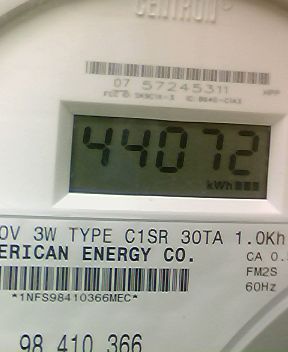 CENTRON®
07 57245311
APP
44072
kWh
0V 3W TYPE C1SR 30TA 1.0Kh
ERICAN ENERGY CO.
CA 0.
FM2S
*1NFS98410366MEC*
60Hz
98 410 366